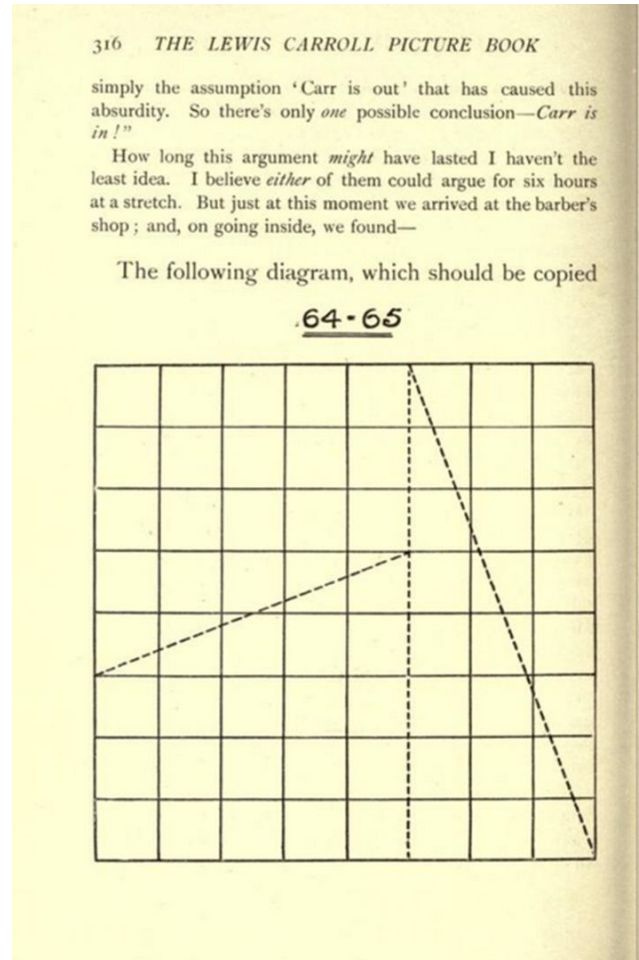 316 THE LEWIS CARROLL PICTURE BOOK
simply the assumption ‘Carr is out’ that has caused this
absurdity. So there's only one possible conclusion—Carr is
in!”
How long this argument might have lasted I haven't the
least idea. I believe either of them could argue for six hours
at a stretch. But just at this moment we arrived at the barber's
shop; and, on going inside, we found—
The following diagram, which should be copied
64-65